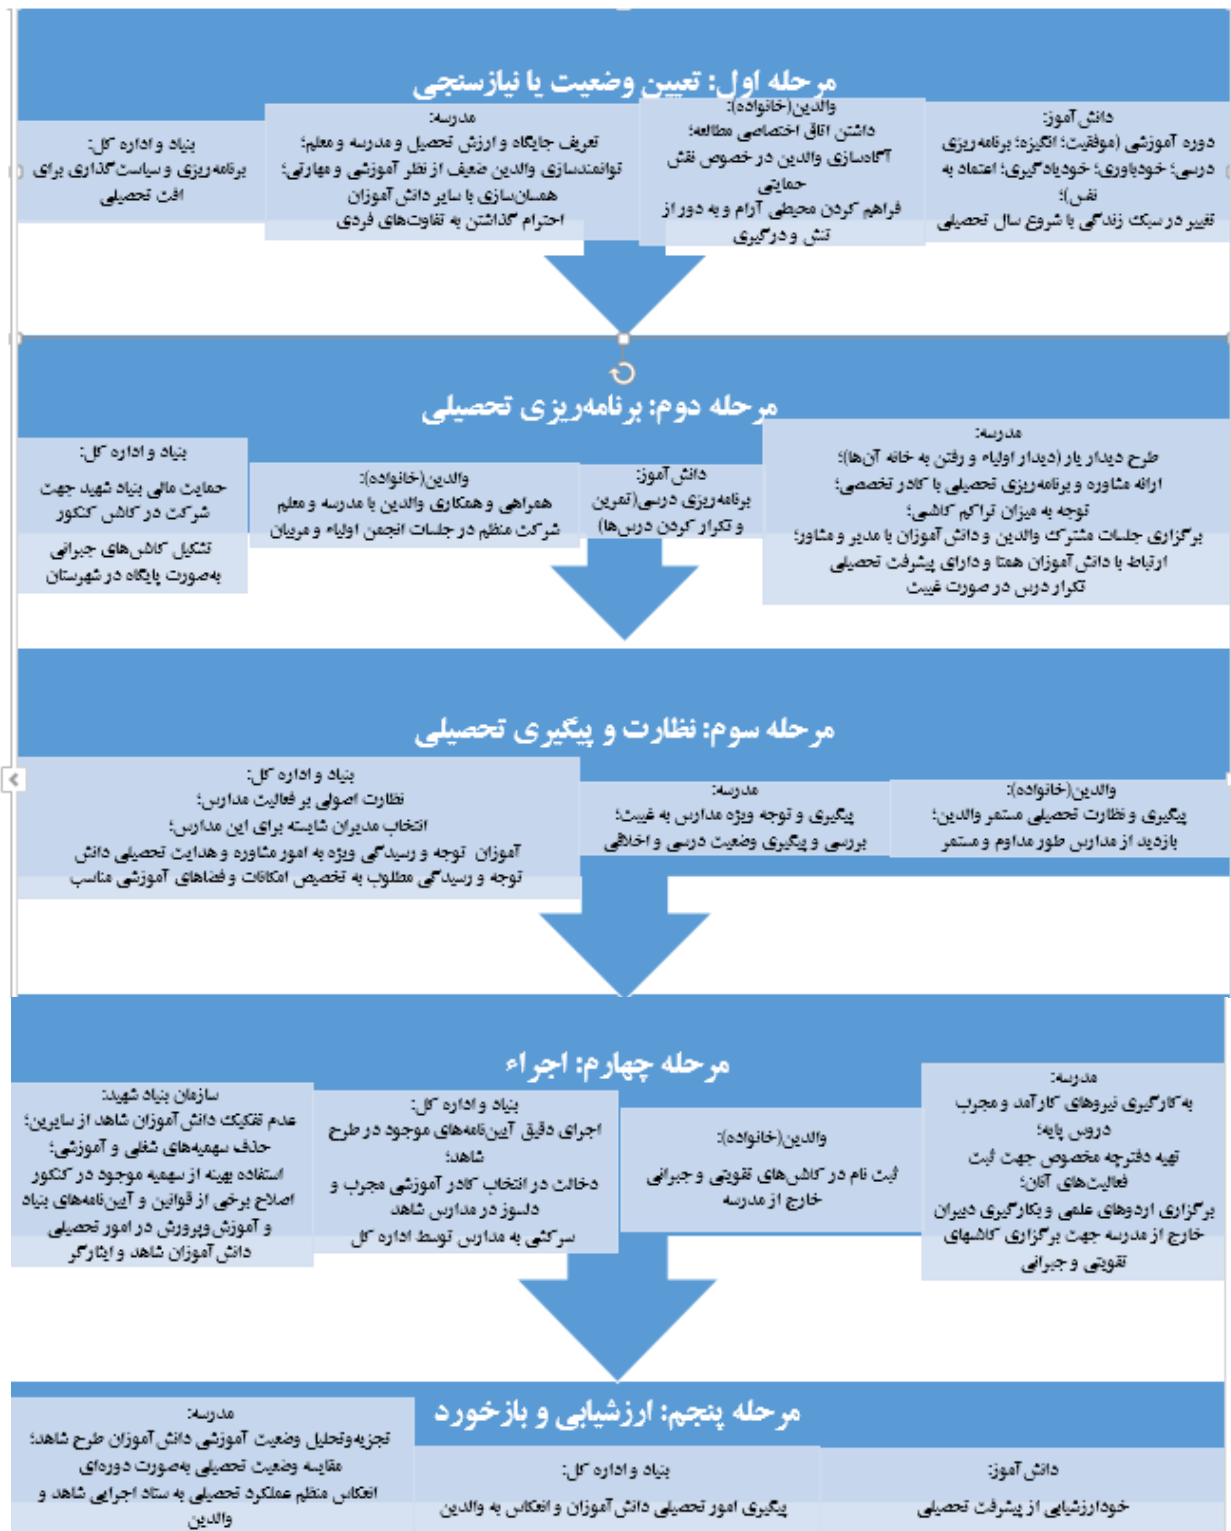 مرحله اول: تعیین وضعیت یا نیازسنجی
دانش‌آموز:
دوره آموزشی (موفقیت؛ انگیزه؛ برنامه‌ریزی
درسی؛ خودباوری؛ خودیادگیری؛ اعتماد به
نفس)؛
تغییر در سبک زندگی با شروع سال تحصیلی
والدین(خانواده):
داشتن اتاق اختصاصی مطالعه؛
آگاه‌سازی والدین در خصوص نقش
حمایتی
فراهم کردن محیطی آرام و به دور از
تنش و درگیری
مدرسه:
تعریف جایگاه و ارزش تحصیل و مدرسه و معلم؛
توانمندسازی والدین ضعیف از نظر آموزشی و مهارتی؛
همسان‌سازی با سایر دانش‌آموزان
احترام گذاشتن به تفاوت‌های فردی
بنیاد و اداره کل:
برنامه‌ریزی و سیاست‌گذاری برای
افت تحصیلی
مرحله دوم: برنامه‌ریزی تحصیلی
مدرسه:
طرح دیدار یار (دیدار اولیاء و رفتن به خانه آن‌ها)؛
ارائه مشاوره و برنامه‌ریزی تحصیلی با کادر تخصصی؛
توجه به میزان تراکم کلاسی؛
برگزاری جلسات مشترک والدین و دانش‌آموزان با مدیر و مشاور؛
ارتباط با دانش‌آموزان همتا و دارای پیشرفت تحصیلی
تکرار درس در صورت غیبت
دانش‌آموز:
برنامه‌ریزی درسی(تمرین
و تکرار کردن درس‌ها)
والدین(خانواده):
همراهی و همکاری والدین با مدرسه و معلم
شرکت منظم در جلسات انجمن اولیاء و مربیان
بنیاد و اداره کل:
حمایت مالی بنیاد شهید جهت
شرکت در کلاس کنکور
تشکیل کلاس‌های جبرانی
به‌صورت پایگاه در شهرستان
مرحله سوم: نظارت و پیگیری تحصیلی
والدین(خانواده):
پیگیری و نظارت تحصیلی مستمر والدین؛
بازدید از مدارس طور مداوم و مستمر
مدرسه:
پیگیری و توجه ویژه مدارس به غیبت؛
بررسی و پیگیری وضعیت درسی و اخلاقی
بنیاد و اداره کل:
نظارت اصولی بر فعالیت مدارس؛
انتخاب مدیران شایسته برای این مدارس؛
آموزان توجه و رسیدگی ویژه به امور مشاوره و هدایت تحصیلی دانش
توجه و رسیدگی مطلوب به تخصیص امکانات و فضاهای آموزشی مناسب
مرحله چهارم: اجراء
مدرسه:
به کارگیری نیروهای کارآمد و مجرب
دروس پایه؛
تهیه دفترچه مخصوص جهت ثبت
فعالیت‌های آنان؛
برگزاری اردوهای علمی و بکارگیری دبیران
خارج از مدرسه جهت برگزاری کلاسهای
تقویتی و جبرانی
والدین(خانواده):
ثبت نام در کلاس‌های تقویتی و جبرانی
خارج از مدرسه
بنیاد و اداره کل:
اجرای دقیق آیین‌نامه‌های موجود در طرح
شاهد؛
دخالت در انتخاب کادر آموزشی مجرب و
دلسوز در مدارس شاهد
سرکشی به مدارس توسط اداره کل
سازمان بنیاد شهید:
عدم تفکیک دانش‌آموزان شاهد از سایرین؛
حذف سهمیه‌های شغلی و آموزشی؛
استفاده بهینه از سهمیه موجود در کنکور
اصلاح برخی از قوانین و آیین‌نامه‌های بنیاد
و آموزش‌وپرورش در امور تحصیلی
دانش‌آموزان شاهد و ایثارگر
مرحله پنجم: ارزشیابی و بازخورد
دانش‌آموز:
خودارزشیابی از پیشرفت تحصیلی
بنیاد و اداره کل:
پیگیری امور تحصیلی دانش‌آموزان و انعکاس به والدین
مدرسه:
تجزیه‌وتحلیل وضعیت آموزشی دانش‌آموزان طرح شاهد؛
مقایسه وضعیت تحصیلی به‌صورت دوره‌ای
انعکاس منظم عملکرد تحصیلی به ستاد اجرایی شاهد و
والدین